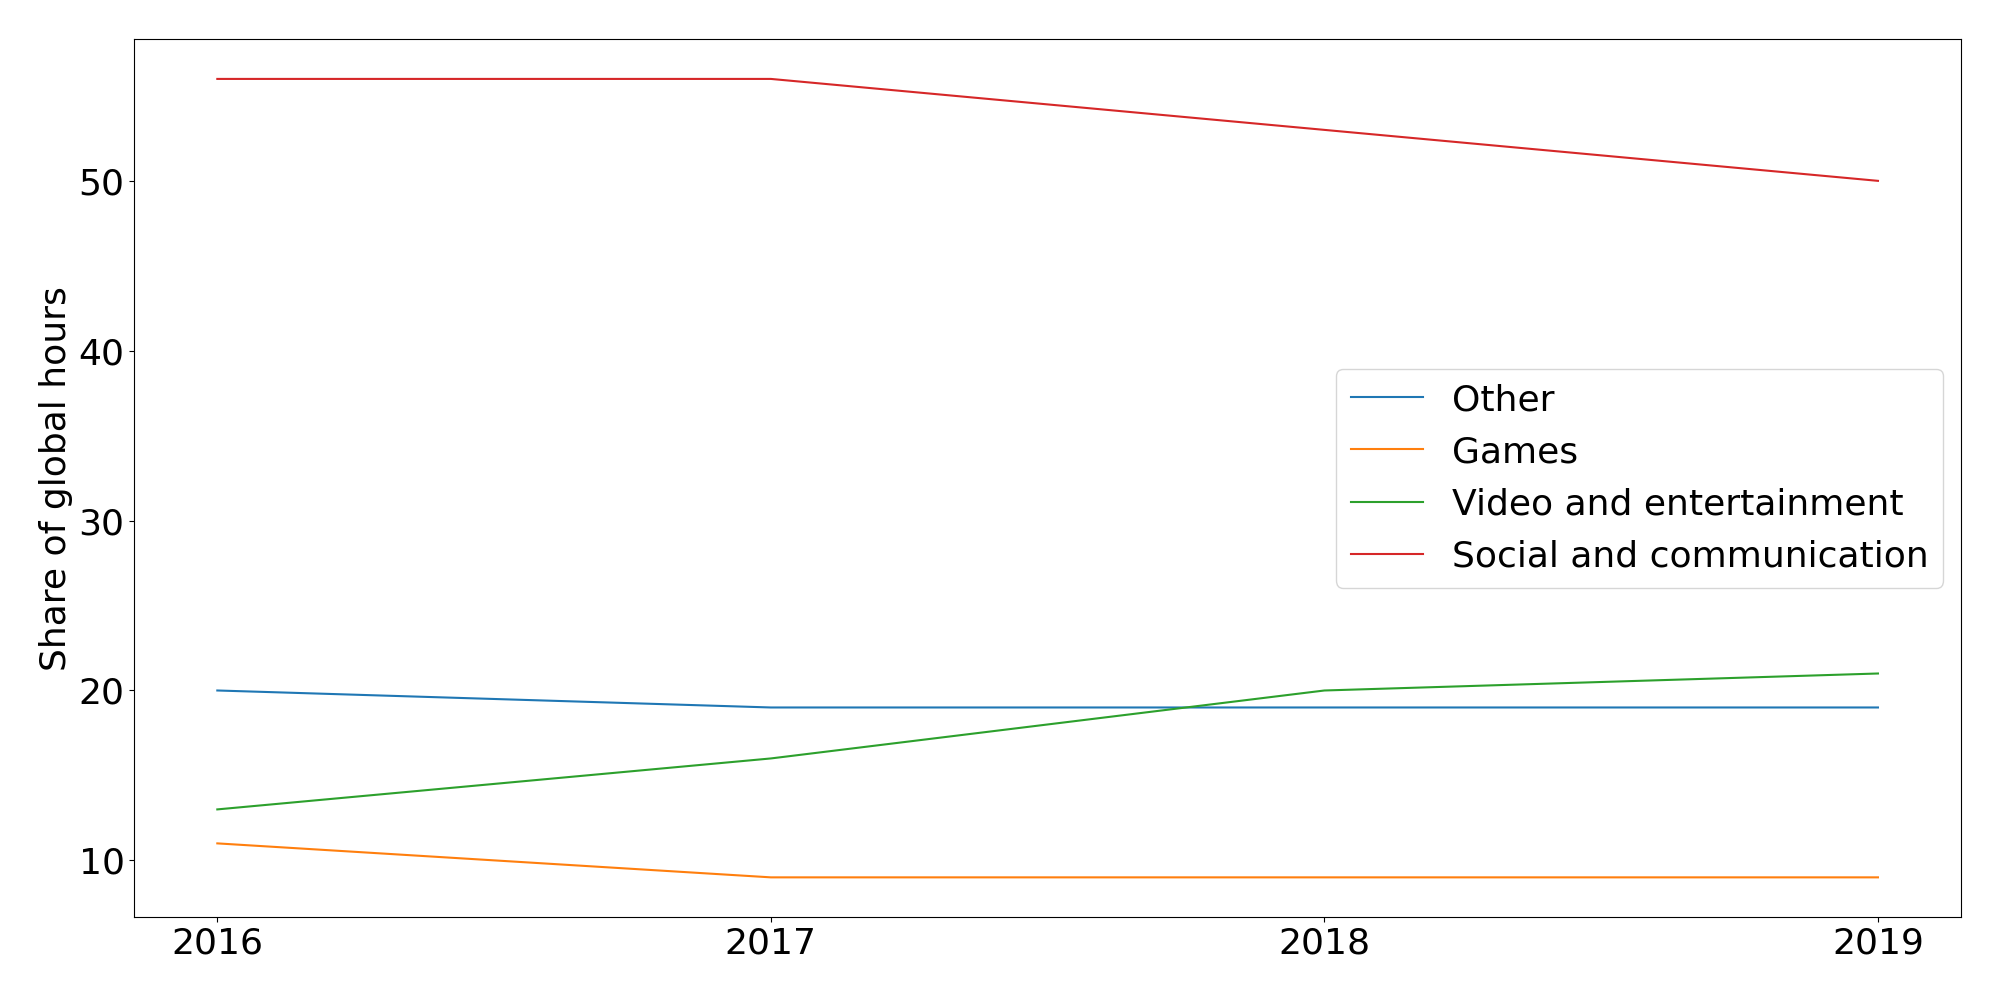 Share of global hours
50
40
30
20
10
Other
Games
Video and entertainment
Social and communication
2016 2017 2018 2019